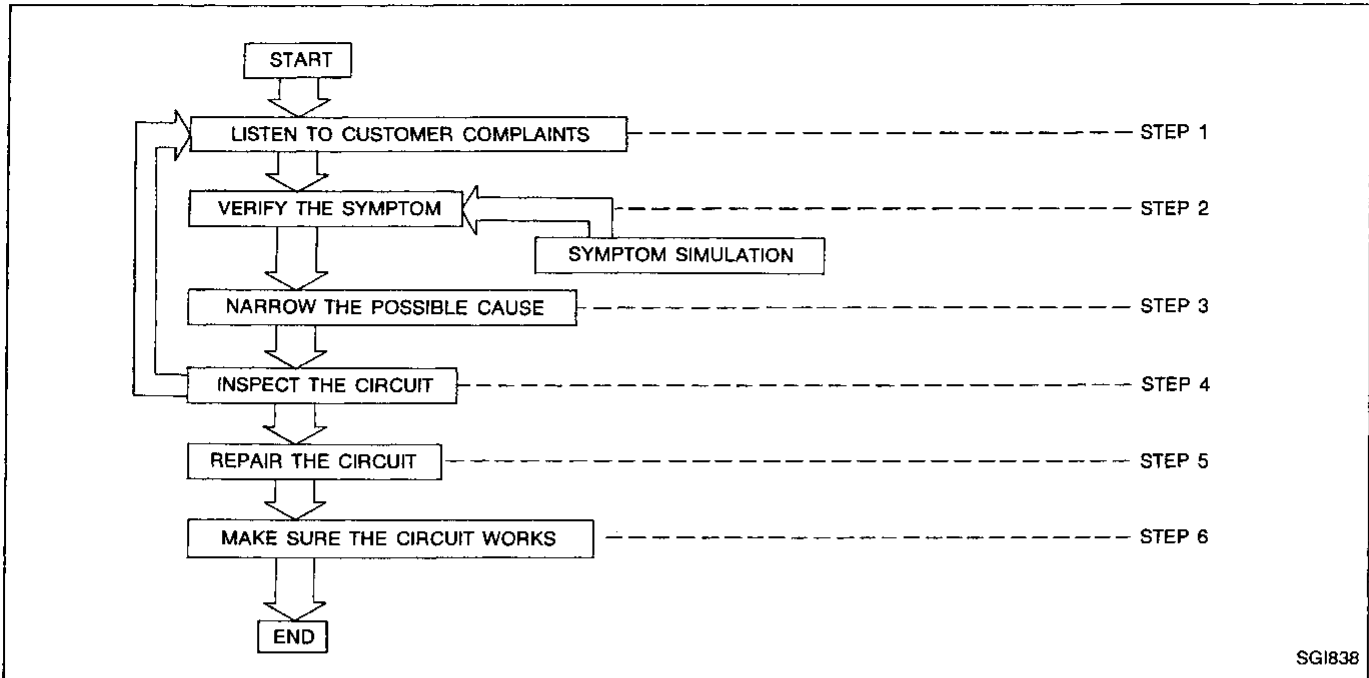 START
LISTEN TO CUSTOMER COMPLAINTS STEP 1
VERIFY THE SYMPTOM STEP 2
SYMPTOM SIMULATION
NARROW THE POSSIBLE CAUSE STEP 3
INSPECT THE CIRCUIT STEP 4
REPAIR THE CIRCUIT STEP 5
MAKE SURE THE CIRCUIT WORKS STEP 6
END
SGI838